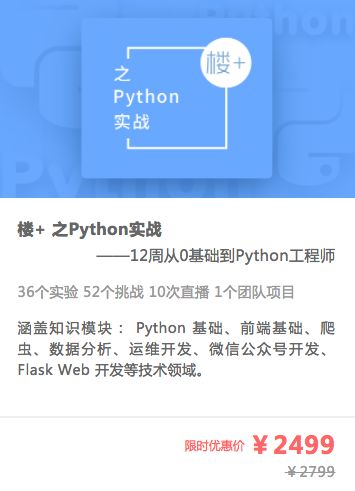 Python
楼+
之
Python
实战
Python
楼+ 之Python实战
——12周从0基础到Python工程师
36个实验 52个挑战 10次直播 1个团队项目
涵盖知识模块： Python 基础、前端基础、爬
虫、数据分析、运维开发、微信公众号开发、
Flask Web 开发等技术领域。
限时优惠价 ￥2499
￥2799